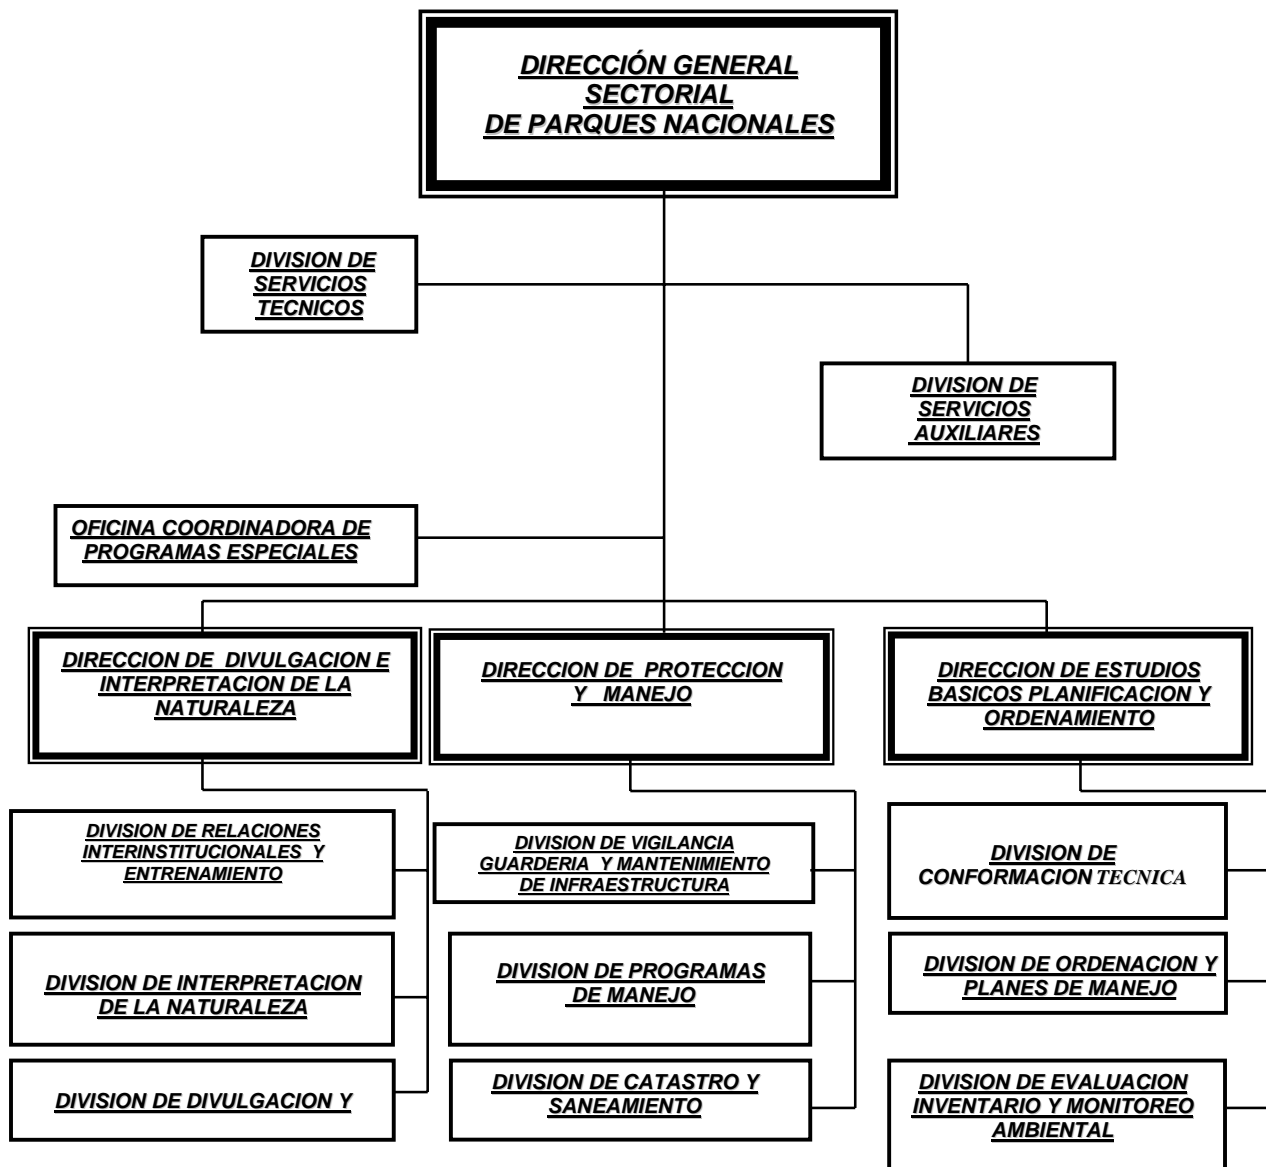 DIRECCIÓN GENERAL
SECTORIAL
DE PARQUES NACIONALES
DIVISION DE
SERVICIOS
TECNICOS
DIVISION DE
SERVICIOS
AUXILIARES
OFICINA COORDINADORA DE
PROGRAMAS ESPECIALES
DIRECCION DE DIVULGACION E
INTERPRETACION DE LA
NATURALEZA
DIRECCION DE PROTECCION
Y MANEJO
DIRECCION DE ESTUDIOS
BASICOS PLANIFICACION Y
ORDENAMIENTO
DIVISION DE RELACIONES
INTERINSTITUCIONALES Y
ENTRENAMIENTO
DIVISION DE VIGILANCIA
GUARDERIA Y MANTENIMIENTO
DE INFRAESTRUCTURA
DIVISION DE
CONFORMACION TECNICA
DIVISION DE INTERPRETACION
DE LA NATURALEZA
DIVISION DE PROGRAMAS
DE MANEJO
DIVISION DE ORDENACION Y
PLANES DE MANEJO
DIVISION DE DIVULGACION Y
DIVISION DE CATASTRO Y
SANEAMIENTO
DIVISION DE EVALUACION
INVENTARIO Y MONITOREO
AMBIENTAL